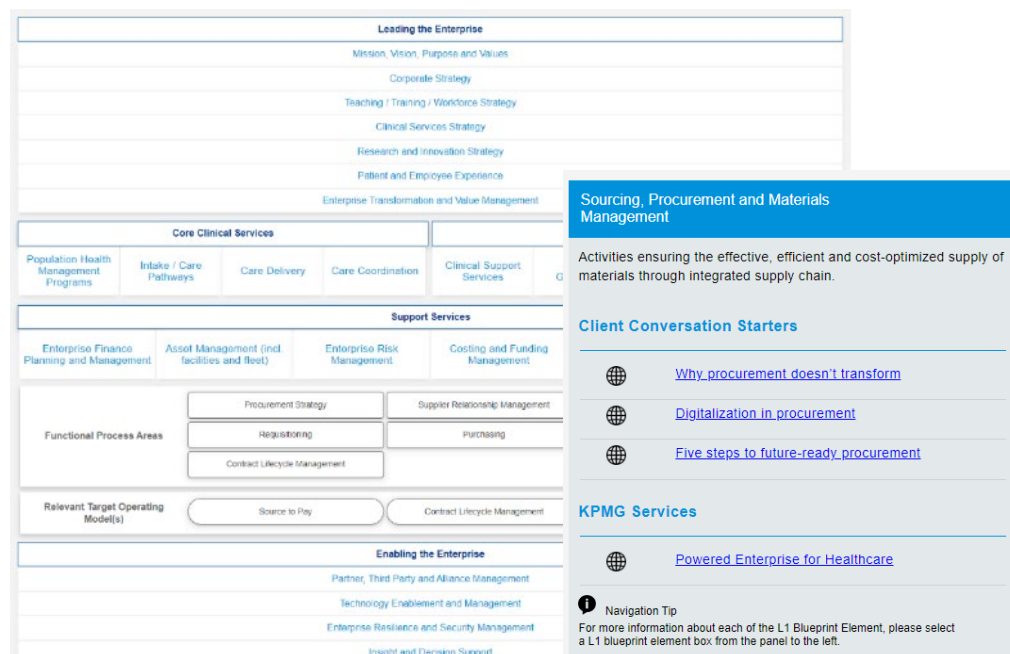 Leading the Enterprise
Mission, Vision, Purpose and Values
Corporate Strategy
Teaching / Training / Workforce Strategy
Clinical Services Strategy
Research and Innovation Strategy
Patient and Employee Experience
Enterprise Transformation and Value Management
Core Clinical Services
Population Health
Management
Programs
Intake / Care
Pathways
Care Delivery
Care Coordination
Clinical Support
Services
Support Services
Enterprise Finance
Planning and Management
Asset Management (incl.
facilities and fleet)
Enterprise Risk
Management
Costing and Funding
Management
Functional Process Areas
Procurement Strategy
Supplier Relationship Management
Requisitioning
Purchasing
Contract Lifecycle Management
Relevant Target Operating
Model(s)
Source to Pay
Contract Lifecycle Management
Enabling the Enterprise
Partner, Third Party and Alliance Management
Technology Enablement and Management
Enterprise Resilience and Security Management
Insight and Decision Support
Sourcing, Procurement and Materials
Management
Activities ensuring the effective, efficient and cost-optimized supply of
materials through integrated supply chain.
Client Conversation Starters
Why procurement doesn't transform
Digitalization in procurement
Five steps to future-ready procurement
KPMG Services
Powered Enterprise for Healthcare
Navigation Tip
For more information about each of the L1 Blueprint Element, please select
a L1 blueprint element box from the panel to the left.